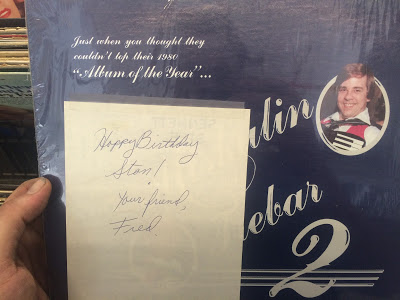 Just when you thought they
couldn't top their 1980
"Album of the Year"...
Happy Birthday
Stan!
Your friend,
Fred.
2